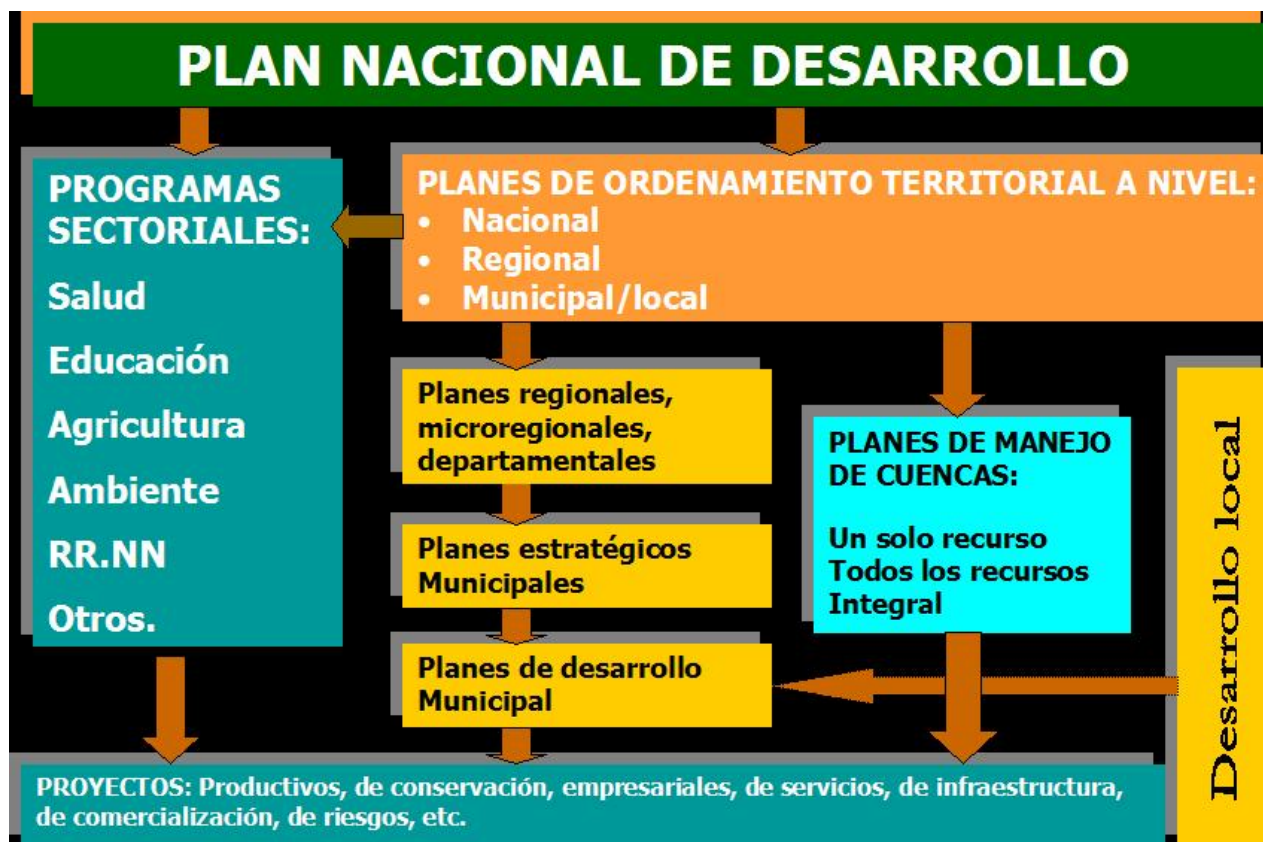 PLAN NACIONAL DE DESARROLLO
PROGRAMAS
SECTORIALES:
Salud
Educación
Agricultura
Ambiente
RR.NN
Otros.
PLANES DE ORDENAMIENTO TERRITORIAL A NIVEL:
• Nacional
• Regional
• Municipal/local
Planes regionales,
microregionales,
departamentales
Planes estratégicos
Municipales
Planes de desarrollo
Municipal
PLANES DE MANEJO
DE CUENCAS:
Un solo recurso
Todos los recursos
Integral
Desarrollo local
PROYECTOS: Productivos, de conservación, empresariales, de servicios, de infraestructura,
de comercialización, de riesgos, etc.